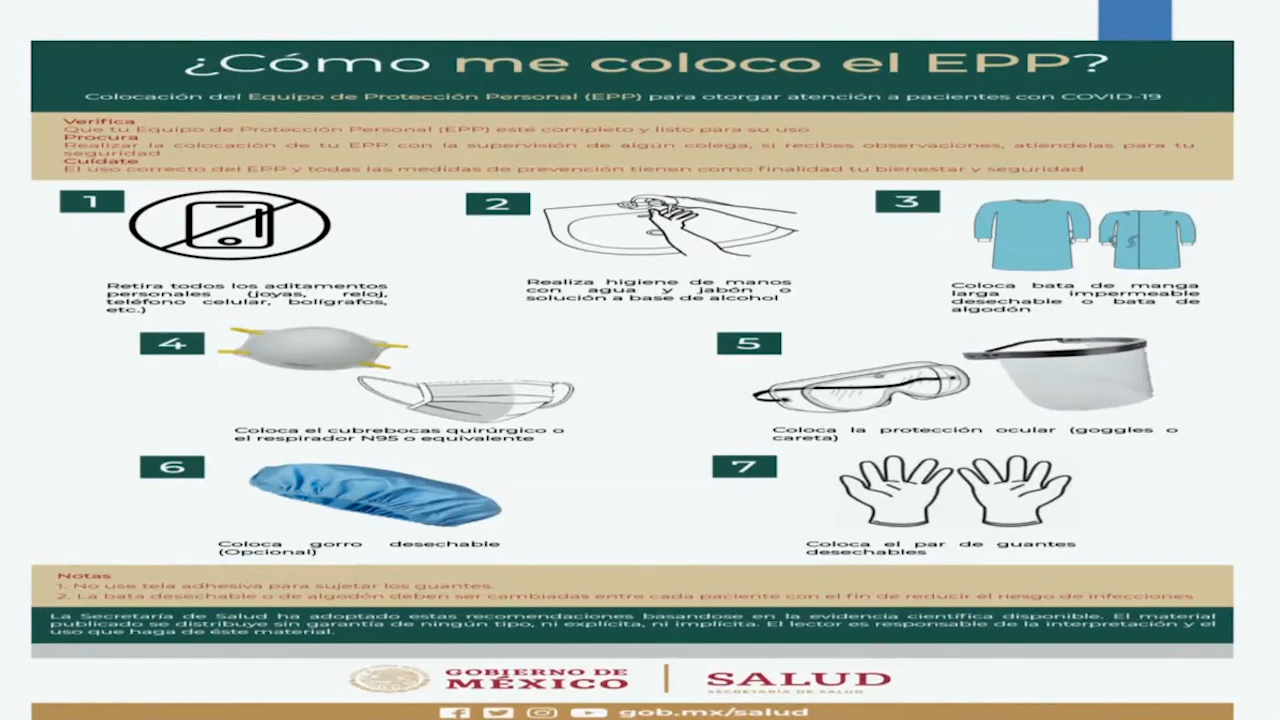 ¿Cómo me coloco el EPP?
Colocación del Equipo de Protección Personal (EPP) para otorgar atención a pacientes con COVID-19
Verifica
Que tu Equipo de Protección Personal (EPP) esté completo y listo para su uso
Procura
Realizar la colocación de tu EPP con la supervisión de algún colega, si recibes observaciones, atiendelas para tu
seguridad
Cuídate
El uso correcto del EPP y todas las medidas de prevención tienen como finalidad tu bienestar y seguridad
1
Retira todos los aditamentos
personales (joyas, reloj,
teléfono celular, bolígrafos,
etc.)
2
Realiza higiene de manos
con agua y jabón o
solución a base de alcohol
3
Coloca bata de manga
larga impermeable
desechable o bata de
algodón
4
Coloca el cubrebocas quirúrgico o
el respirador N95 o equivalente
5
Coloca la protección ocular (goggles o
careta)
6
Coloca gorro desechable
(Opcional)
7
Coloca el par de guantes
desechables
Notas
1. No use tela adhesiva para sujetar los guantes.
2. La bata desechable o de algodón deben ser cambiadas entre cada paciente con el fin de reducir el riesgo de infecciones
La Secretaría de Salud ha adoptado estas recomendaciones basandose en la evidencia científica disponible. El material
publicado se distribuye sin garantía de ningún tipo, ni explícita, ni implícita. El lector es responsable de la interpretación y el
uso que haga de éste material.
GOBIERNO DE
MÉXICO
SALUD
SECRETARÍA DE SALUD
gob.mx/salud